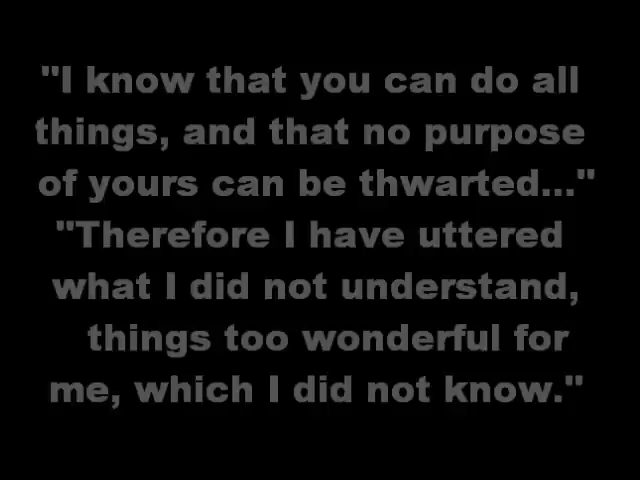 "I know that you can do all
things, and that no purpose
of yours can be thwarted..."
"Therefore I have uttered
what I did not understand,
things too wonderful for
me, which I did not know."